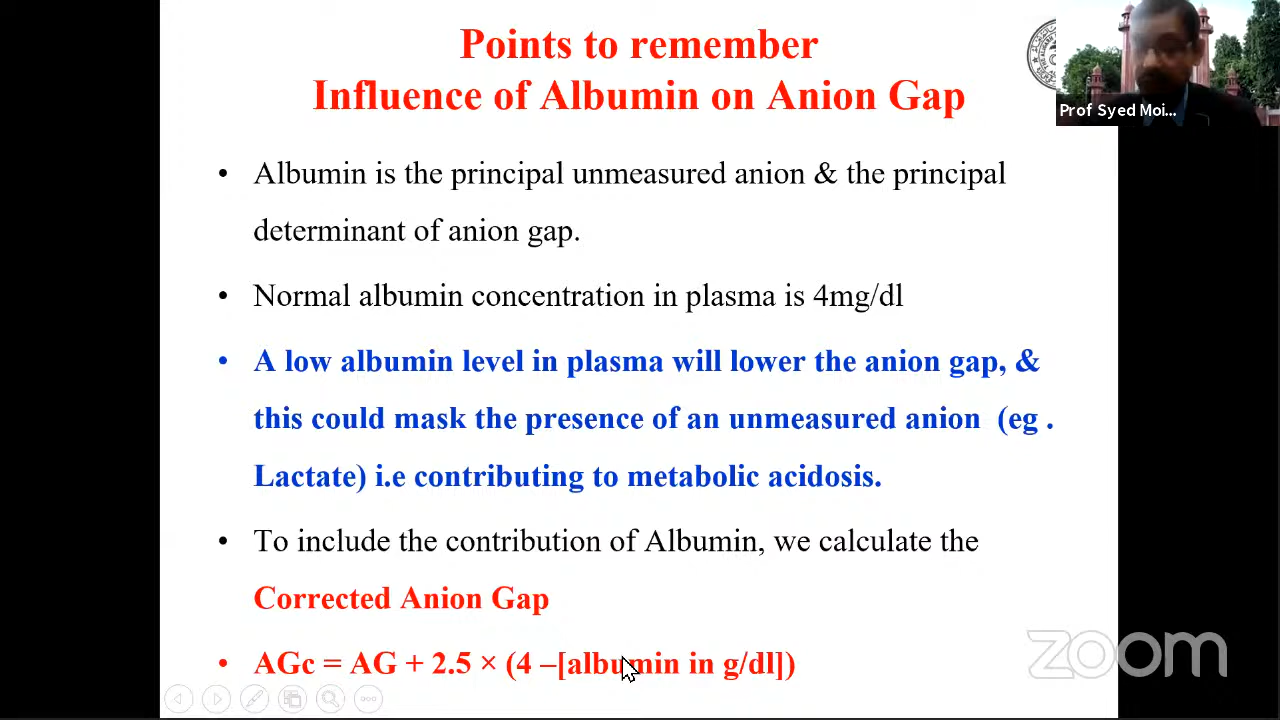 Points to remember
Influence of Albumin on Anion Gap
Prof Syed Moi...
• Albumin is the principal unmeasured anion & the principal
determinant of anion gap.
• Normal albumin concentration in plasma is 4mg/dl
• A low albumin level in plasma will lower the anion gap, &
this could mask the presence of an unmeasured anion (eg .
Lactate) i.e contributing to metabolic acidosis.
• To include the contribution of Albumin, we calculate the
Corrected Anion Gap
• AGc = AG + 2.5 × (4 –[albumin in g/dl])
zoom